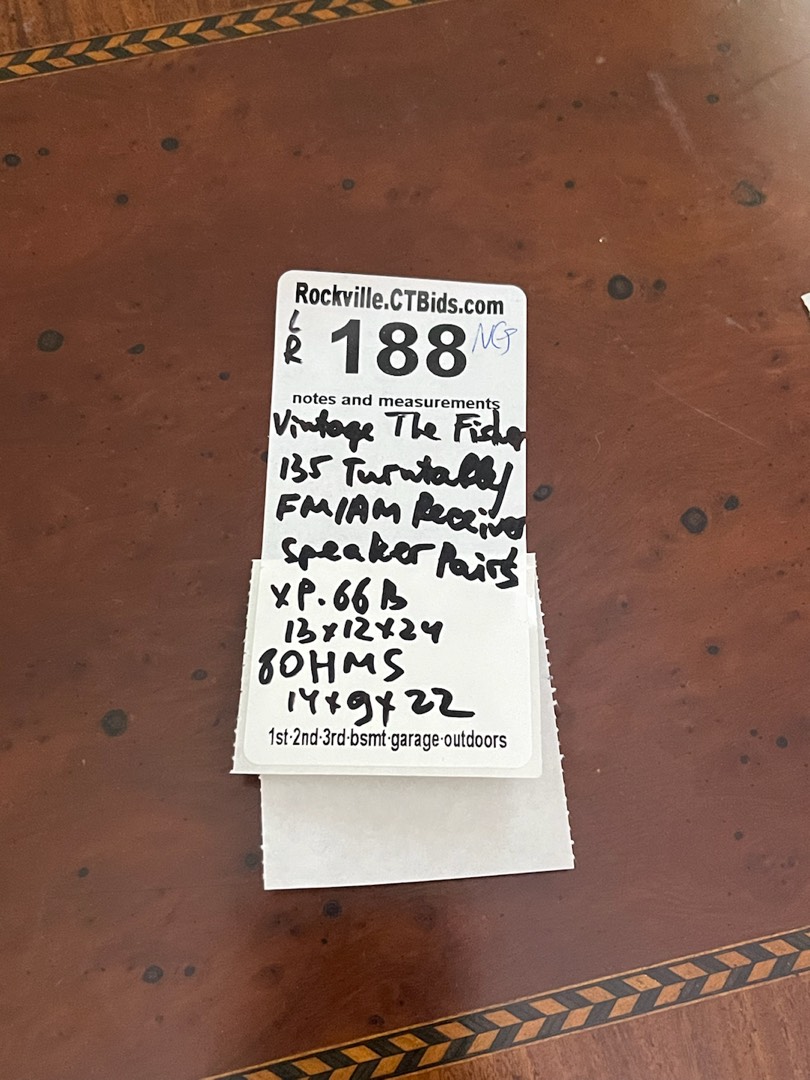 Rockville.CTBids.com
LR 188
notes and measurements
Vintage The Fisher
135 Turntable/
FM/AM Receiver
Speaker Pairs
XP.66B
13x12x24
8OHMS
14x9x22
1st·2nd·3rd·bsmt·garage·outdoors